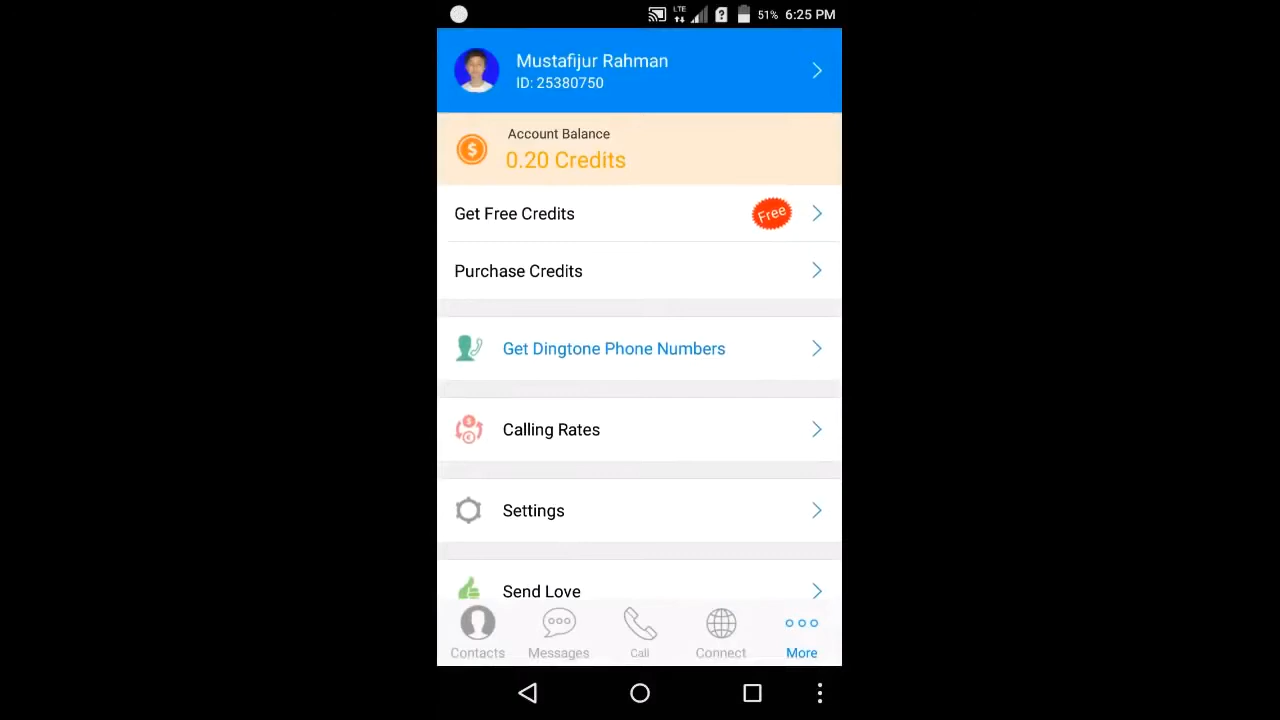 LTE 51% 6:25 PM
Mustafijur Rahman
ID: 25380750
Account Balance
$ 0.20 Credits
Get Free Credits Free
Purchase Credits
Get Dingtone Phone Numbers
Calling Rates
Settings
Send Love
Contacts Messages Call Connect More